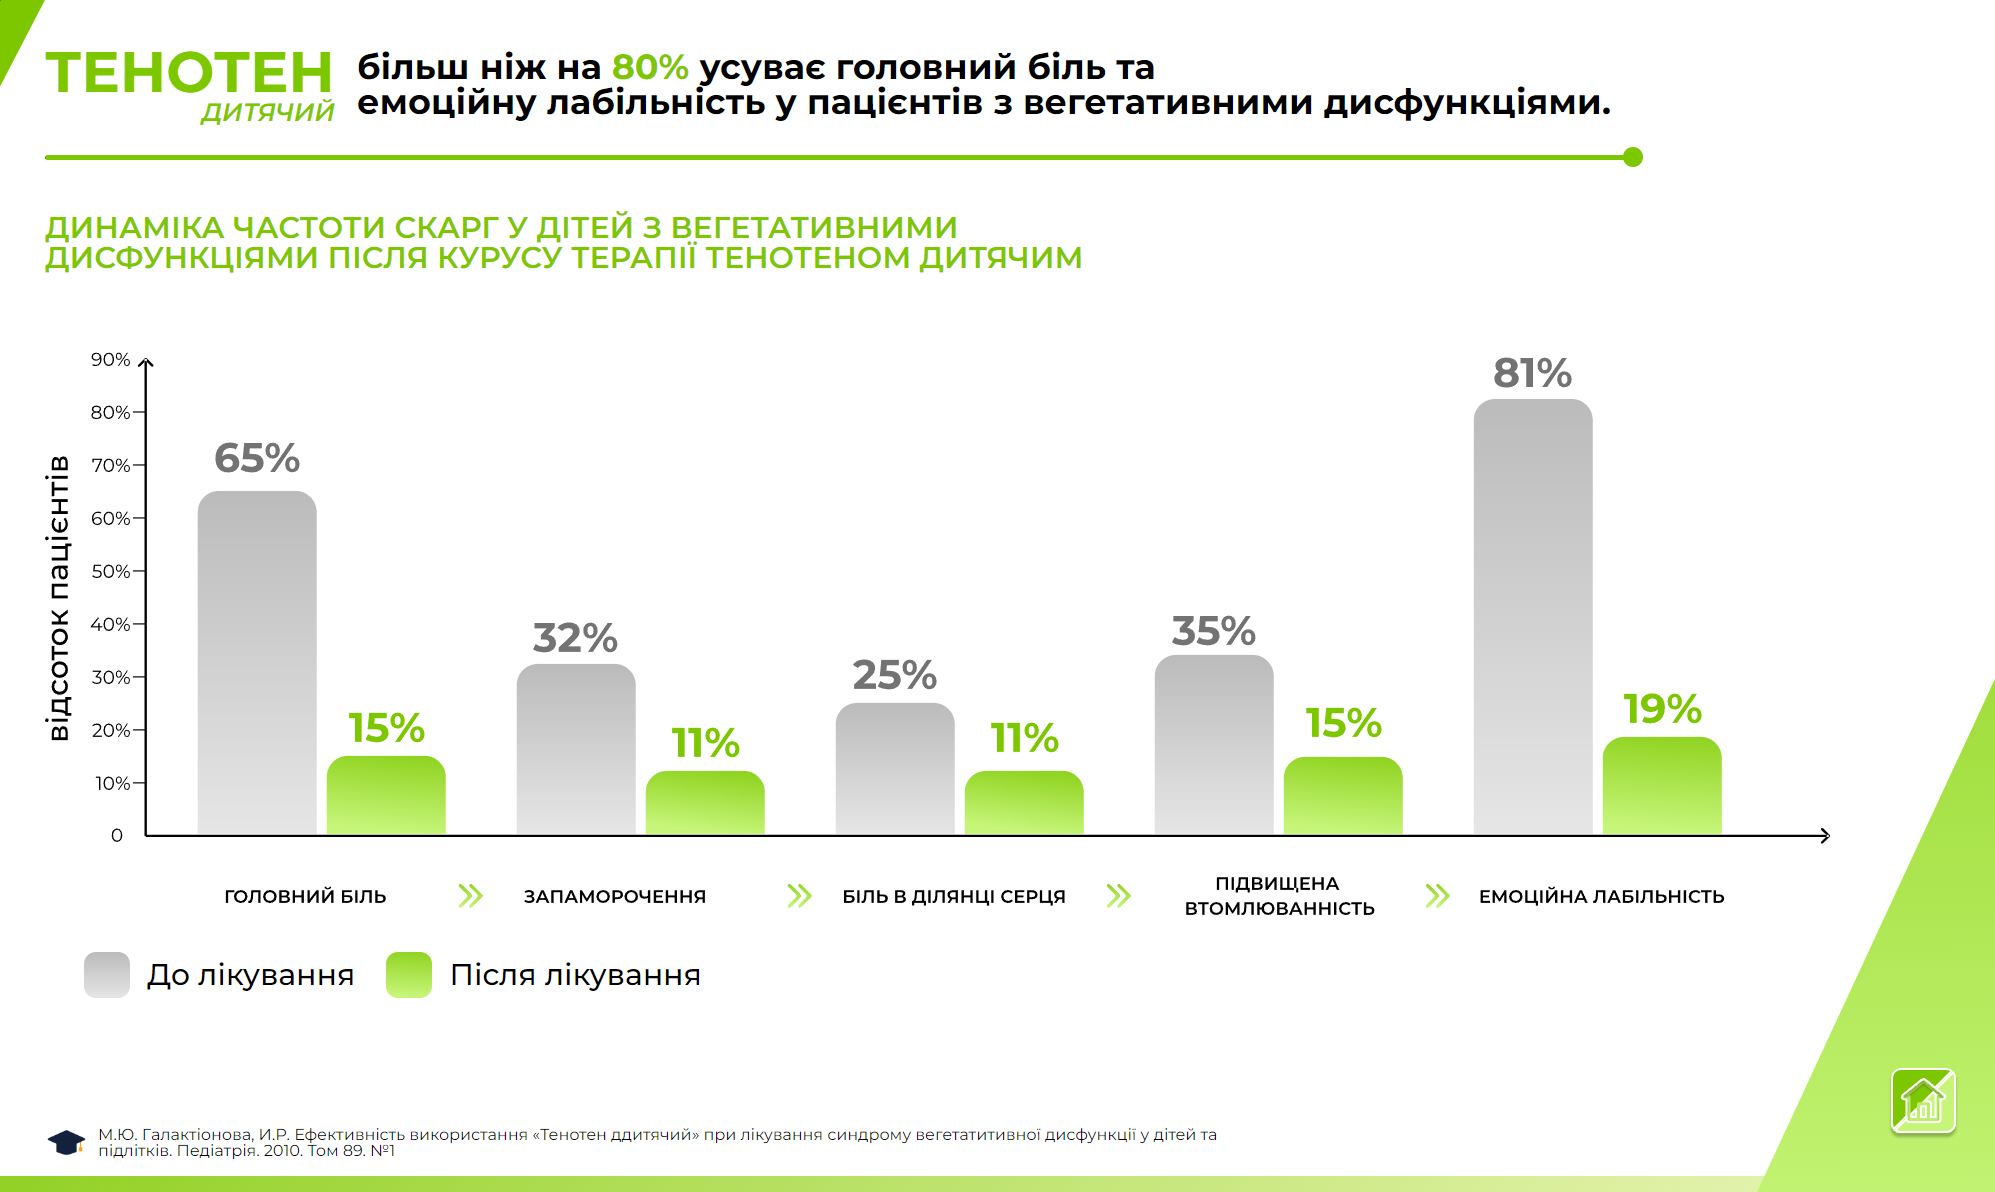 ТЕНОТЕН
ДИТЯЧИЙ
більш ніж на 80% усуває головний біль та
емоційну лабільність у пацієнтів з вегетативними дисфункціями.
ДИНАМІКА ЧАСТОТИ СКАРГ У ДІТЕЙ З ВЕГЕТАТИВНИМИ
ДИСФУНКЦІЯМИ ПІСЛЯ КУРУСУ ТЕРАПІЇ ТЕНОТЕНОМ ДИТЯЧИМ
відсоток пацієнтів
90%
80%
70%
60%
50%
40%
30%
20%
10%
0
65%
15%
32%
11%
25%
11%
35%
15%
81%
19%
ГОЛОВНИЙ БІЛЬ
ЗАПАМОРОЧЕННЯ
БІЛЬ В ДІЛЯНЦІ СЕРЦЯ
ПІДВИЩЕНА
ВТОМЛЮВАННІСТЬ
ЕМОЦІЙНА ЛАБІЛЬНІСТЬ
До лікування
Після лікування
М.Ю. Галактіонова, И.Р. Ефективність використання «Тенотен ддитячий» при лікування синдрому вегетатитивної дисфункції у дітей та
підлітків. Педіатрія. 2010. Том 89. №1